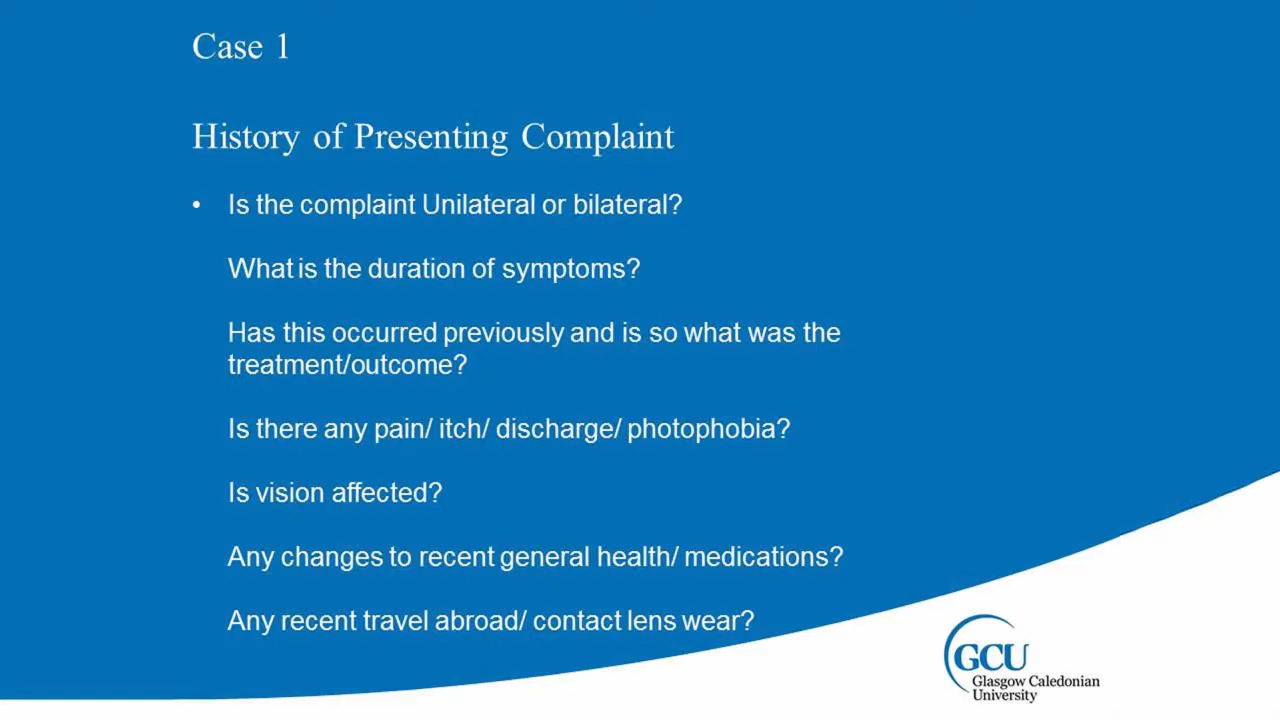 Case 1
History of Presenting Complaint
• Is the complaint Unilateral or bilateral?
What is the duration of symptoms?
Has this occurred previously and is so what was the
treatment/outcome?
Is there any pain/ itch/ discharge/ photophobia?
Is vision affected?
Any changes to recent general health/ medications?
Any recent travel abroad/ contact lens wear?
GCU
Glasgow Caledonian
University